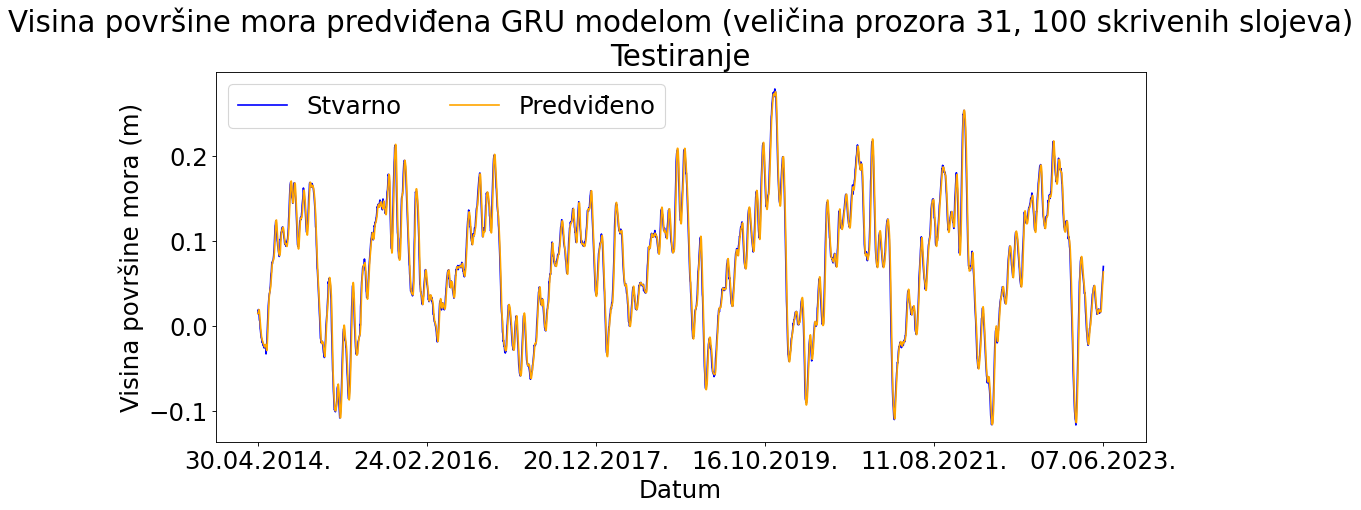 Visina površine mora predviđena GRU modelom (veličina prozora 31, 100 skrivenih slojeva)
Testiranje
Stvarno
Predviđeno
Visina površine mora (m)
0.2
0.1
0.0
−0.1
30.04.2014.
24.02.2016.
20.12.2017.
16.10.2019.
11.08.2021.
07.06.2023.
Datum